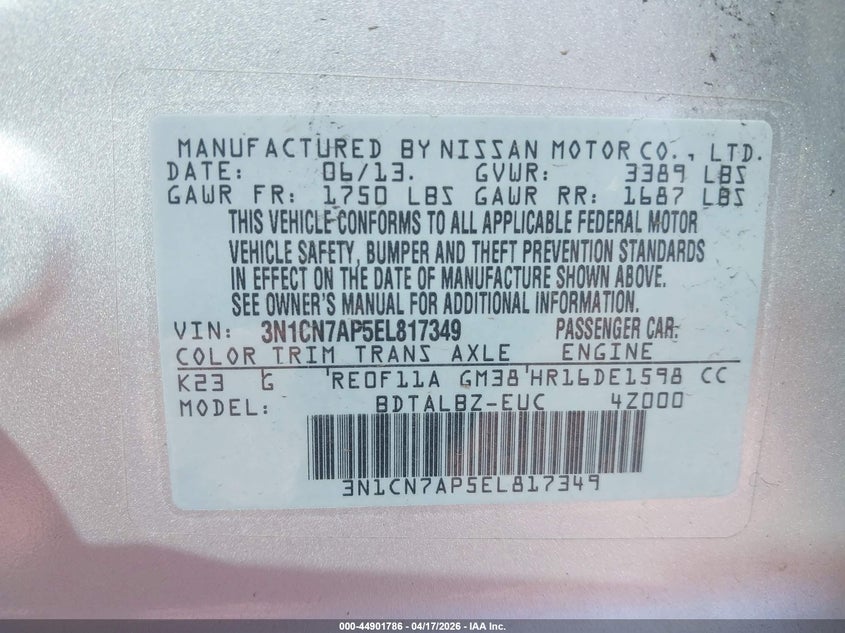 MANUFACTURED BY NISSAN MOTOR CO., LTD.
DATE: 06/13. GVWR: 3389 LBS
GAWR FR: 1750 LBS GAWR RR: 1687 LBS
THIS VEHICLE CONFORMS TO ALL APPLICABLE FEDERAL MOTOR
VEHICLE SAFETY, BUMPER AND THEFT PREVENTION STANDARDS
IN EFFECT ON THE DATE OF MANUFACTURE SHOWN ABOVE.
SEE OWNER'S MANUAL FOR ADDITIONAL INFORMATION.
VIN: 3N1CN7AP5EL817349 PASSENGER CAR
COLOR TRIM TRANS AXLE ENGINE
K23 G RE0F11A GM38 HR16DE1598 CC
MODEL: BDTALBZ-EUC 4Z000
3N1CN7AP5EL817349
000-44901786 | 04/17/2026 - IAA Inc.